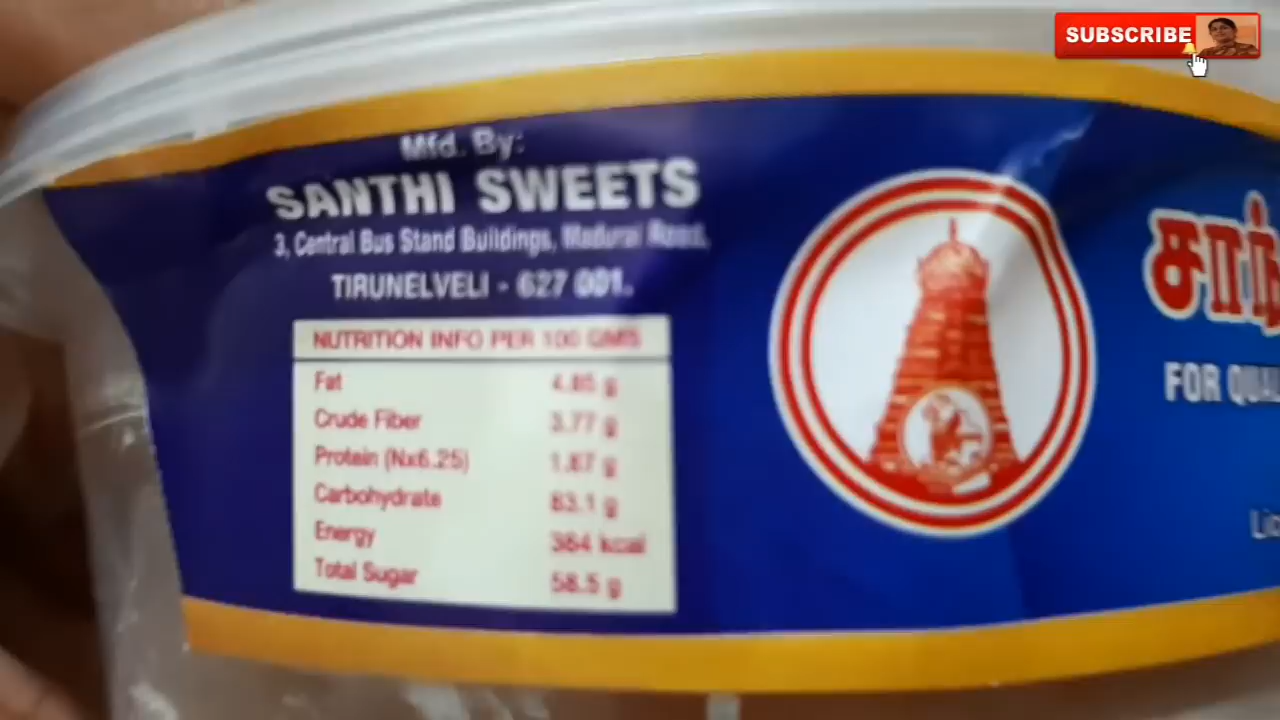 SUBSCRIBE
Mfd. By:
SANTHI SWEETS
3, Central Bus Stand Buildings, Madurai Road,
TIRUNELVELI - 627 001.
NUTRITION INFO PER 100 GMS
Fat 4.85 g
Crude Fiber 3.77 g
Protein (Nx6.25) 1.87 g
Carbohydrate 83.1 g
Energy 384 kcal
Total Sugar 58.5 g
FOR